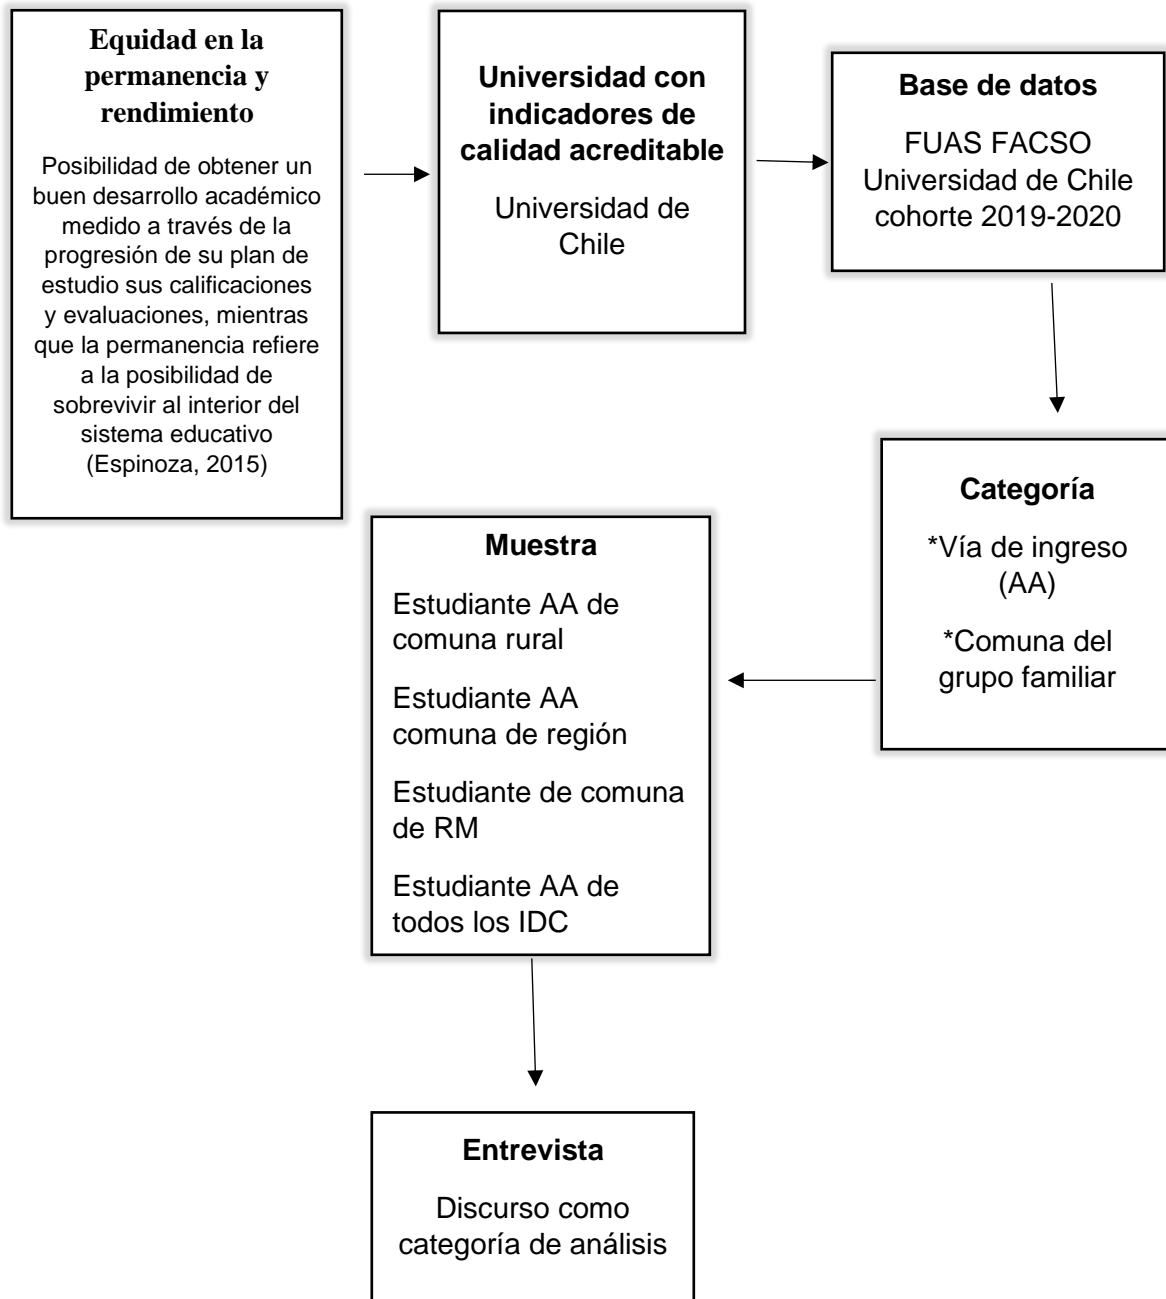 Equidad en la
permanencia y
rendimiento
Posibilidad de obtener un
buen desarrollo académico
medido a través de la
progresión de su plan de
estudio sus calificaciones
y evaluaciones, mientras
que la permanencia refiere
a la posibilidad de
sobrevivir al interior del
sistema educativo
(Espinoza, 2015)
Universidad con
indicadores de
calidad acreditable
Universidad de
Chile
Base de datos
FUAS FACSO
Universidad de Chile
cohorte 2019-2020
Categoría
*Vía de ingreso
(AA)
*Comuna del
grupo familiar
Muestra
Estudiante AA de
comuna rural
Estudiante AA
comuna de región
Estudiante de comuna
de RM
Estudiante AA de
todos los IDC
Entrevista
Discurso como
categoría de análisis